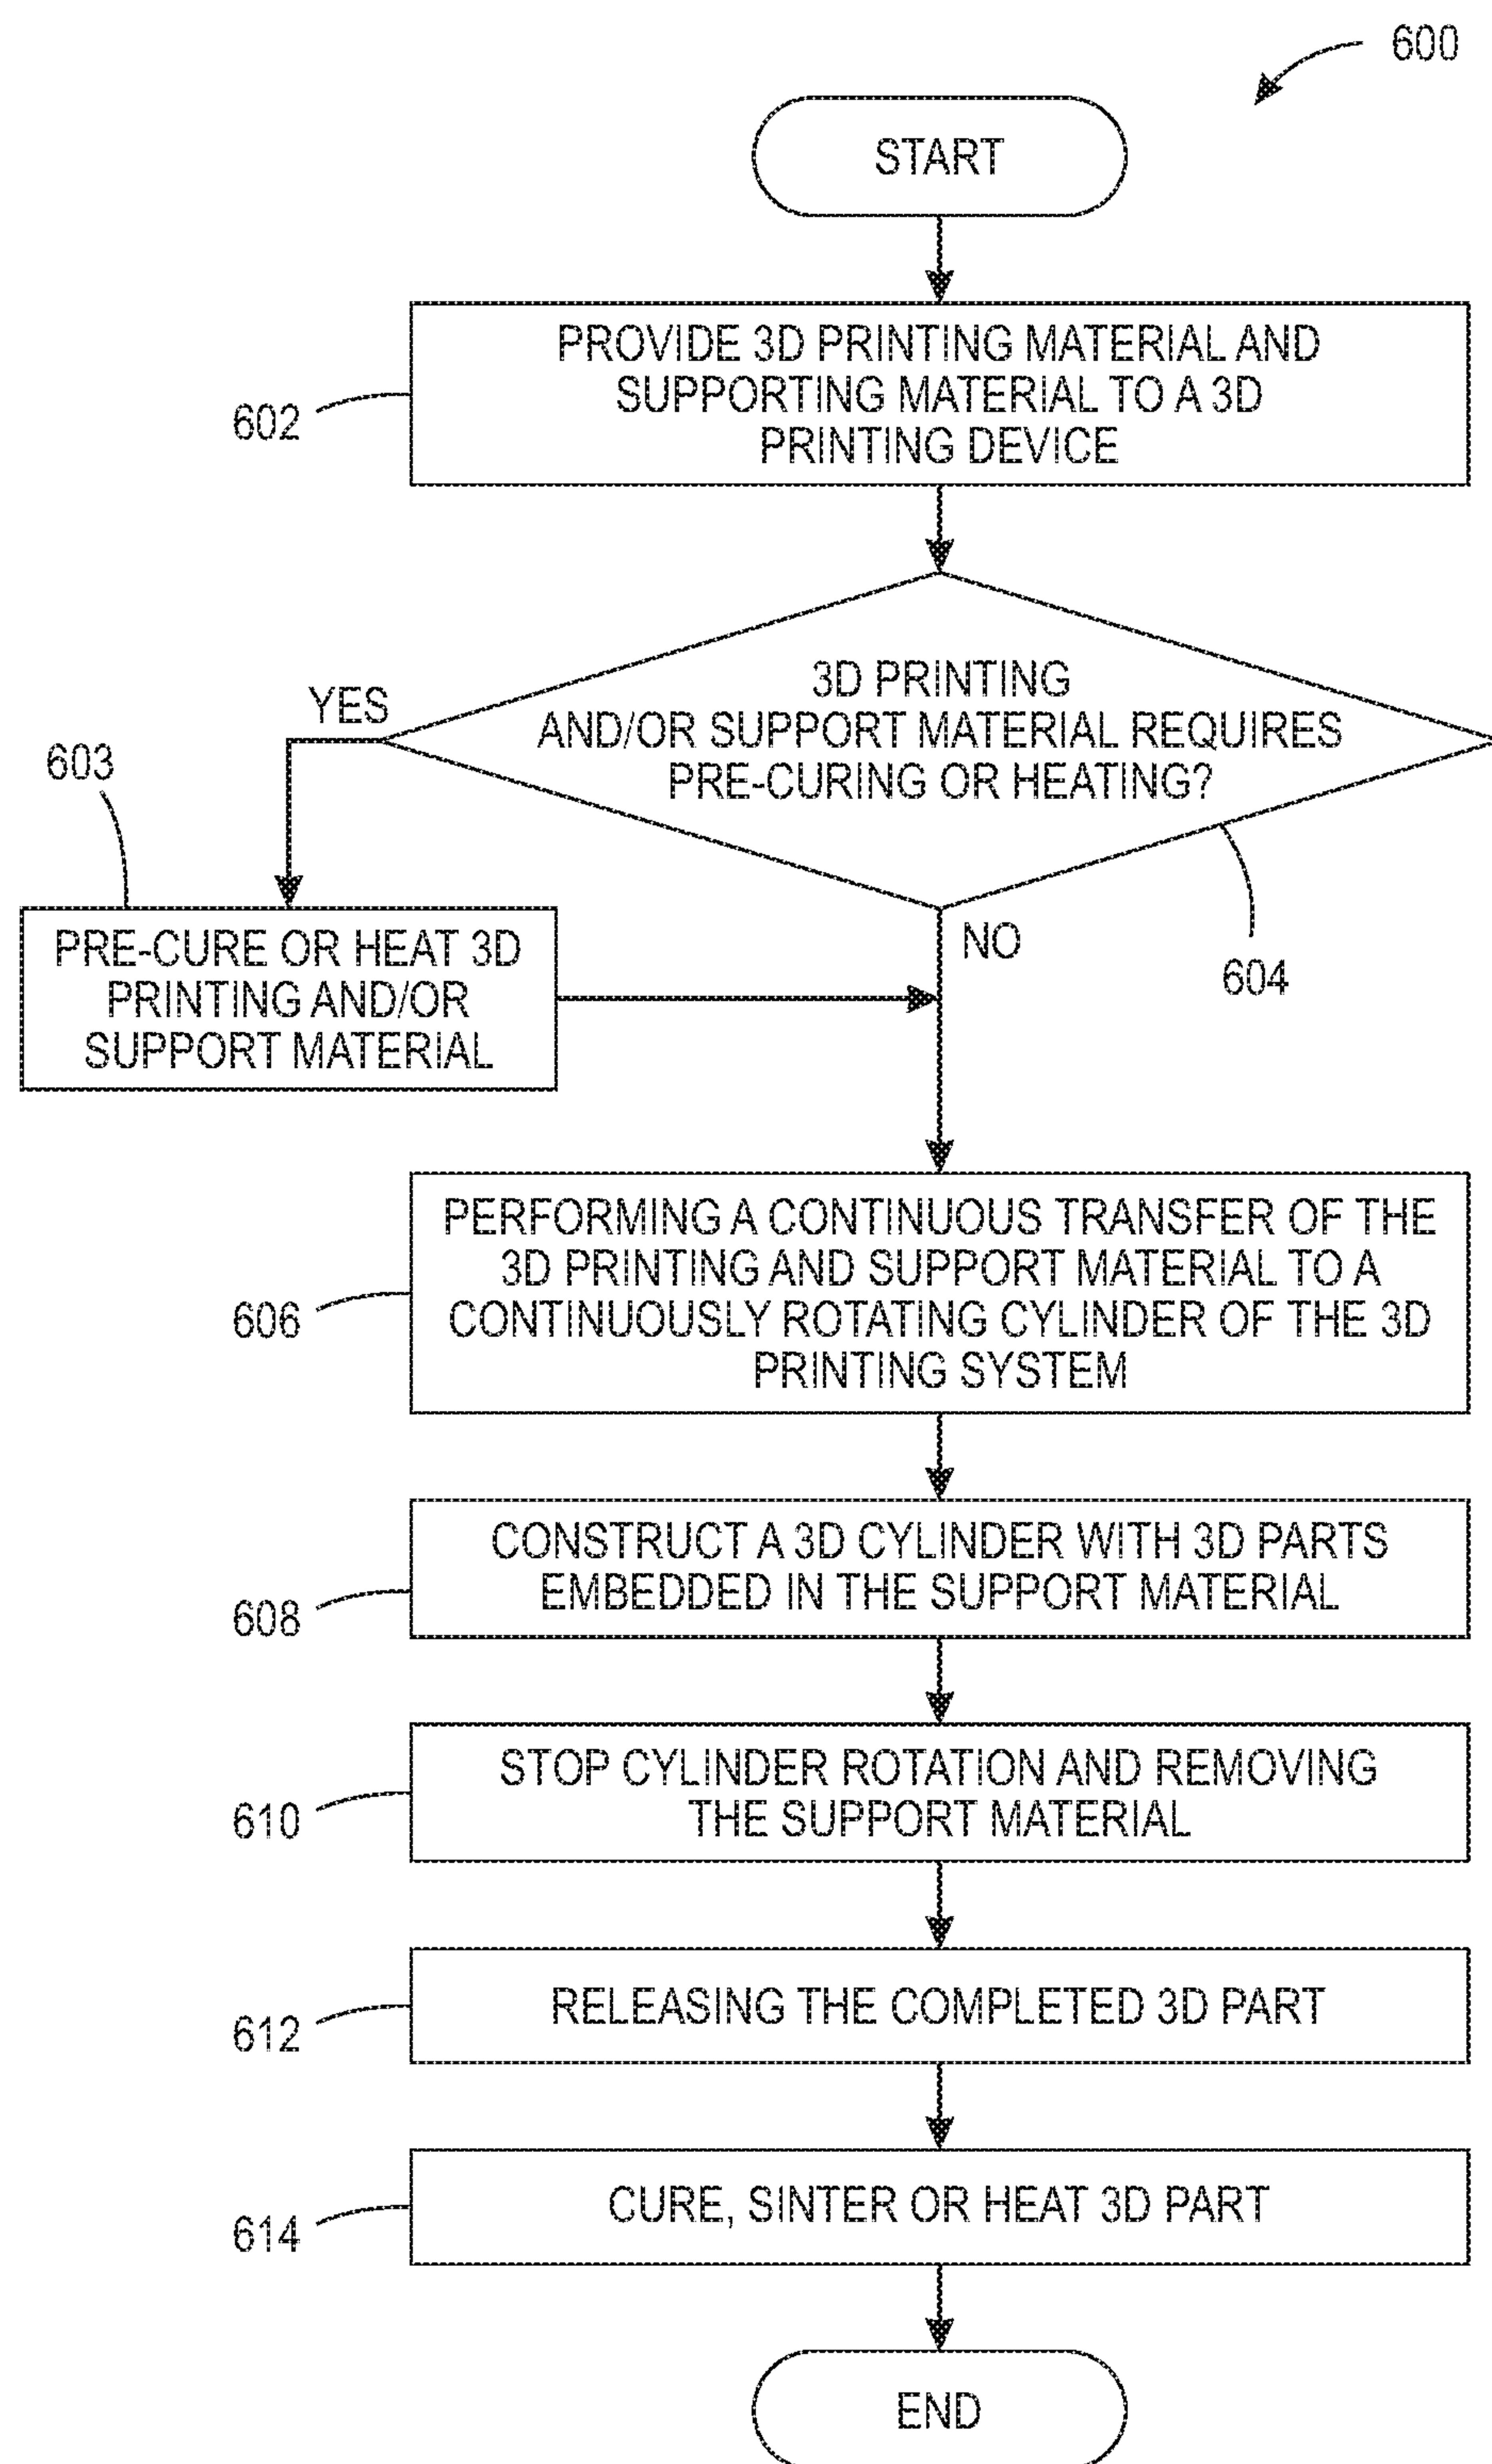 600
START
PROVIDE 3D PRINTING MATERIAL AND
SUPPORTING MATERIAL TO A 3D
PRINTING DEVICE
602
3D PRINTING
AND/OR SUPPORT MATERIAL REQUIRES
PRE-CURING OR HEATING?
YES
603
604
NO
PRE-CURE OR HEAT 3D
PRINTING AND/OR
SUPPORT MATERIAL
PERFORMING A CONTINUOUS TRANSFER OF THE
3D PRINTING AND SUPPORT MATERIAL TO A
CONTINUOUSLY ROTATING CYLINDER OF THE 3D
PRINTING SYSTEM
606
CONSTRUCT A 3D CYLINDER WITH 3D PARTS
EMBEDDED IN THE SUPPORT MATERIAL
608
STOP CYLINDER ROTATION AND REMOVING
THE SUPPORT MATERIAL
610
RELEASING THE COMPLETED 3D PART
612
CURE, SINTER OR HEAT 3D PART
614
END